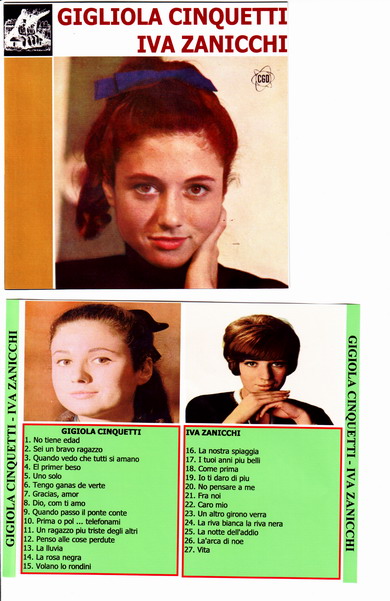 GIGLIOLA CINQUETTI
IVA ZANICCHI
CGD
GIGLIOLA CINQUETTI - IVA ZANICCHI
GIGIOLA CINQUETTI
1. No tiene edad
2. Sei un bravo ragazzo
3. Quando vedo che tutti si amano
4. El primer beso
5. Uno solo
6. Tengo ganas de verte
7. Gracias, amor
8. Dio, com ti amo
9. Quando passo il ponte conte
10. Prima o poi ... telefonami
11. Un ragazzo piu triste degli altri
12. Penso alle cose perdute
13. La lluvia
14. La rosa negra
15. Volano lo rondini
IVA ZANICCHI
16. La nostra spiaggia
17. I tuoi anni piu belli
18. Come prima
19. Io ti daro di piu
20. No pensare a me
21. Fra noi
22. Caro mio
23. Un altro girono verra
24. La riva bianca la riva nera
25. La notte dell'addio
26. La'arca di noe
27. Vita
GIGLIOLA CINQUETTI - IVA ZANICCHI